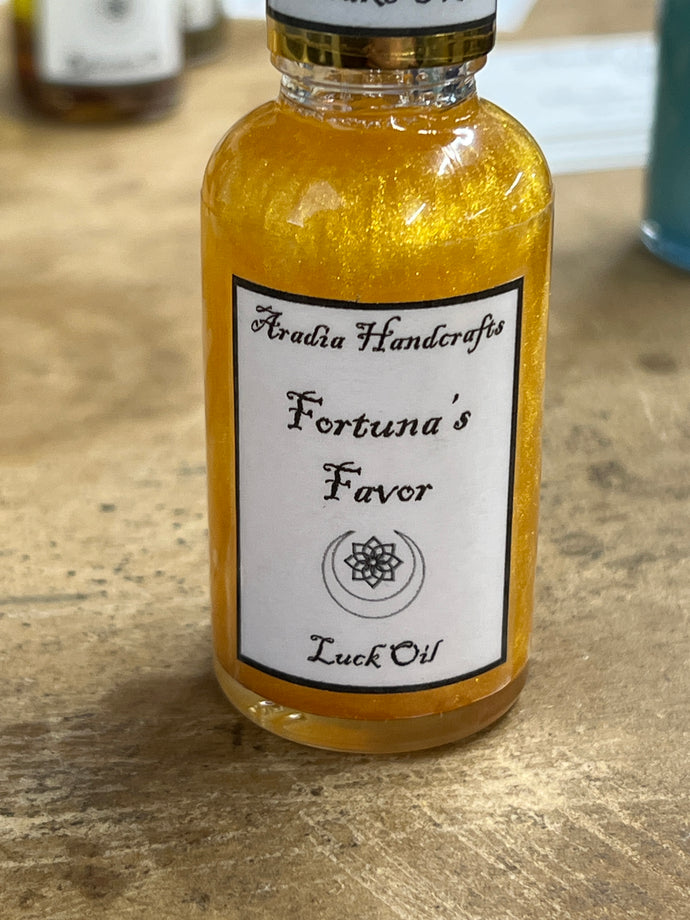 Aradia Handcrafts
Fortuna's
Favor
Luck Oil